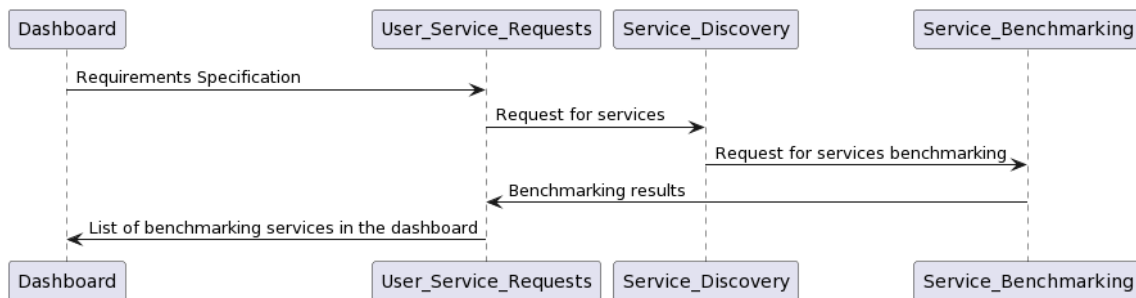 Dashboard
User_Service_Requests
Service_Discovery
Service_Benchmarking
Requirements Specification
Request for services
Request for services benchmarking
Benchmarking results
List of benchmarking services in the dashboard
Dashboard
User_Service_Requests
Service_Discovery
Service_Benchmarking